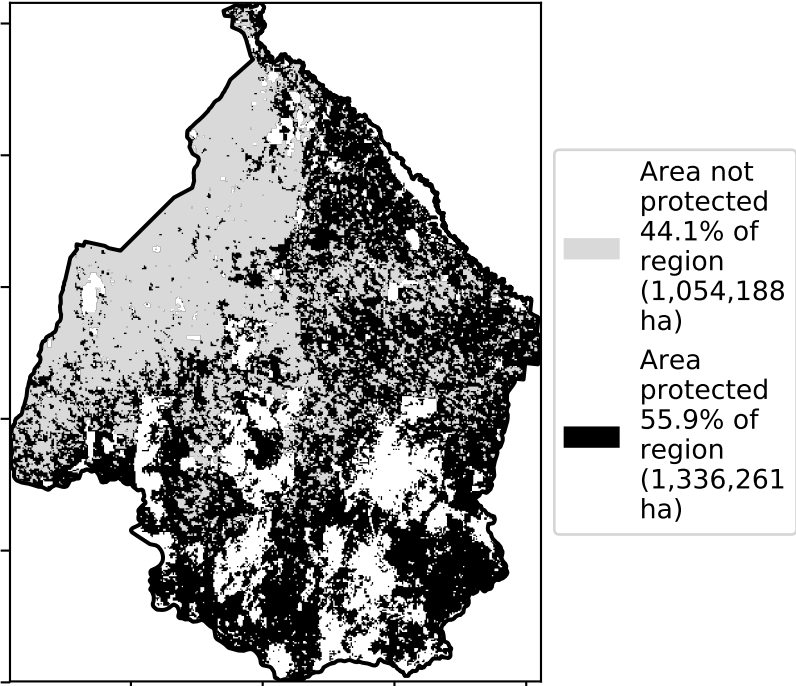 Area not
protected
44.1% of
region
(1,054,188
ha)
Area
protected
55.9% of
region
(1,336,261
ha)